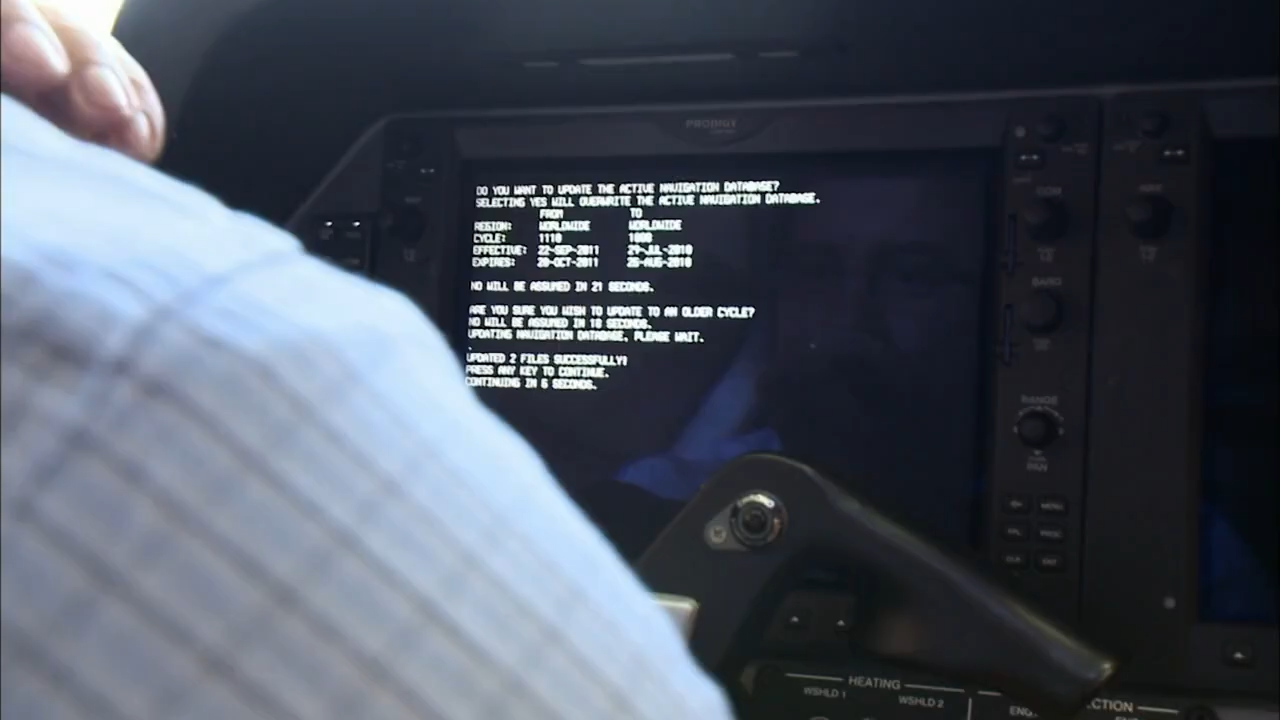 PRODIGY
DO YOU WANT TO UPDATE THE ACTIVE NAVIGATION DATABASE?
SELECTING YES WILL OVERWRITE THE ACTIVE NAVIGATION DATABASE.
FROM TO
REGION: WORLDWIDE WORLDWIDE
CYCLE: 1110 1008
EFFECTIVE: 22-SEP-2011 29-JUL-2010
EXPIRES: 20-OCT-2011 26-AUG-2010
NO WILL BE ASSUMED IN 21 SECONDS.
ARE YOU SURE YOU WISH TO UPDATE TO AN OLDER CYCLE?
NO WILL BE ASSUMED IN 18 SECONDS.
UPDATING NAVIGATION DATABASE, PLEASE WAIT.
.
UPDATED 2 FILES SUCCESSFULLY!
PRESS ANY KEY TO CONTINUE.
CONTINUING IN 6 SECONDS.
COM
BARO
RANGE
PAN
MENU
FPL PROC
CLR ENT
HEATING
WSHLD 1 WSHLD 2